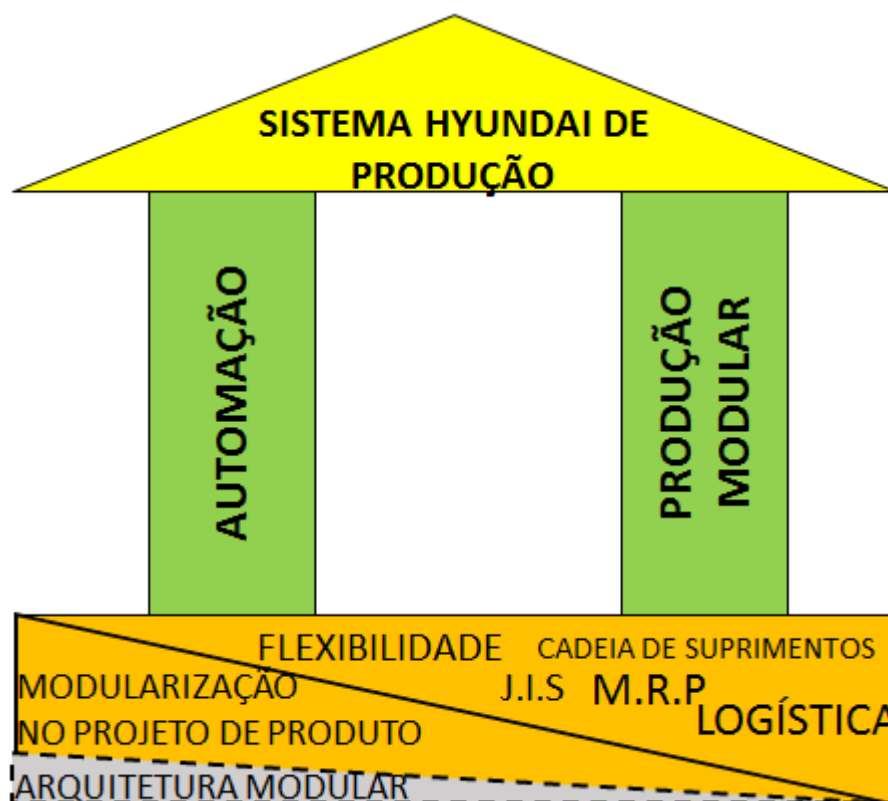 SISTEMA HYUNDAI DE
PRODUÇÃO
AUTOMAÇÃO
PRODUÇÃO
MODULAR
FLEXIBILIDADE
CADEIA DE SUPRIMENTOS
MODULARIZAÇÃO
J.I.S
M.R.P
LOGÍSTICA
NO PROJETO DE PRODUTO
ARQUITETURA MODULAR